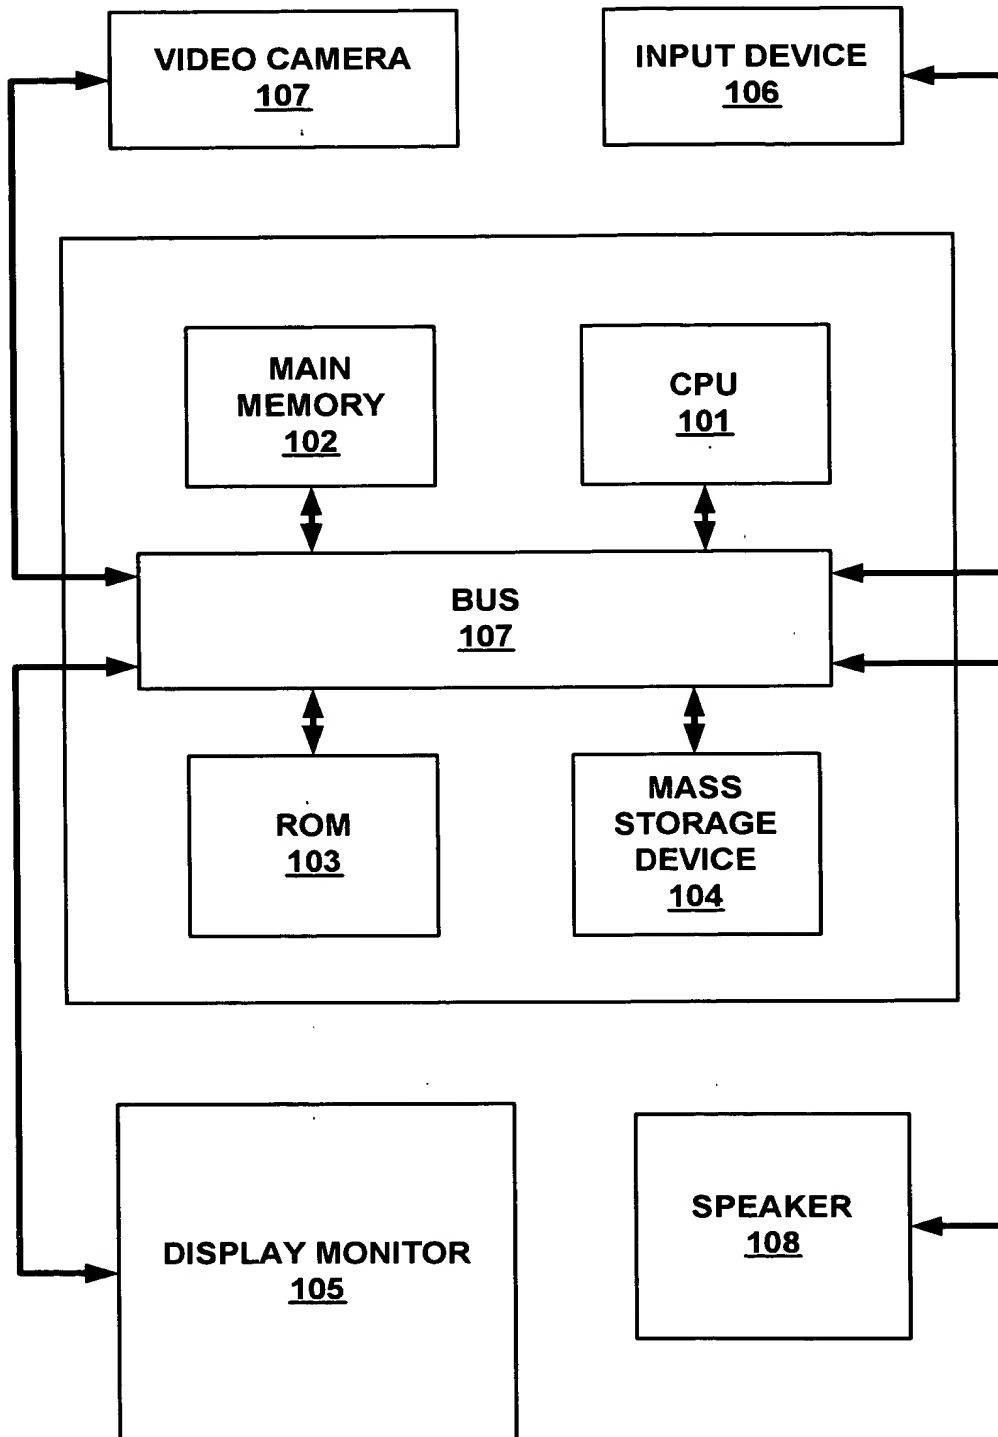 VIDEO CAMERA
107
INPUT DEVICE
106
MAIN
MEMORY
102
CPU
101
BUS
107
ROM
103
MASS
STORAGE
DEVICE
104
DISPLAY MONITOR
105
SPEAKER
108